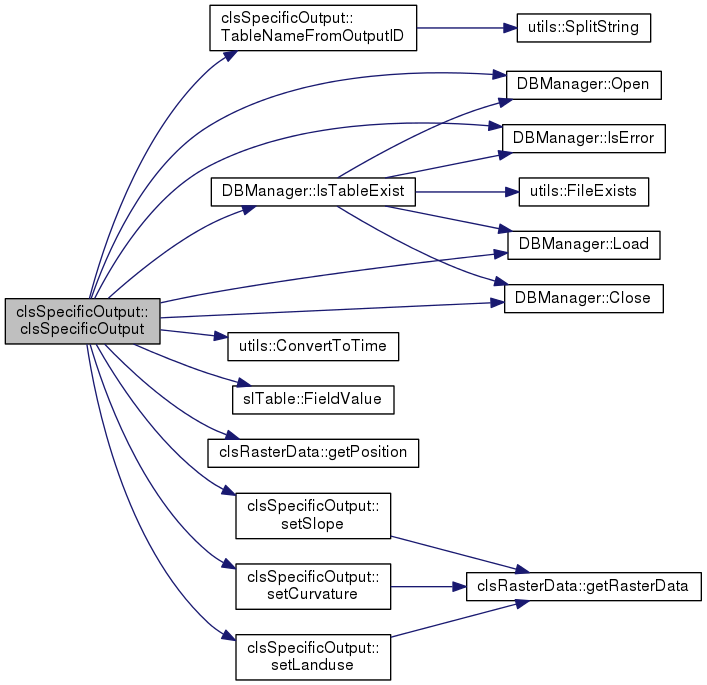 clsSpecificOutput::
TableNameFromOutputID
utils::SplitString
DBManager::Open
DBManager::IsError
DBManager::IsTableExist
utils::FileExists
DBManager::Load
DBManager::Close
clsSpecificOutput::
clsSpecificOutput
utils::ConvertToTime
slTable::FieldValue
clsRasterData::getPosition
clsSpecificOutput::
setSlope
clsSpecificOutput::
setCurvature
clsRasterData::getRasterData
clsSpecificOutput::
setLanduse